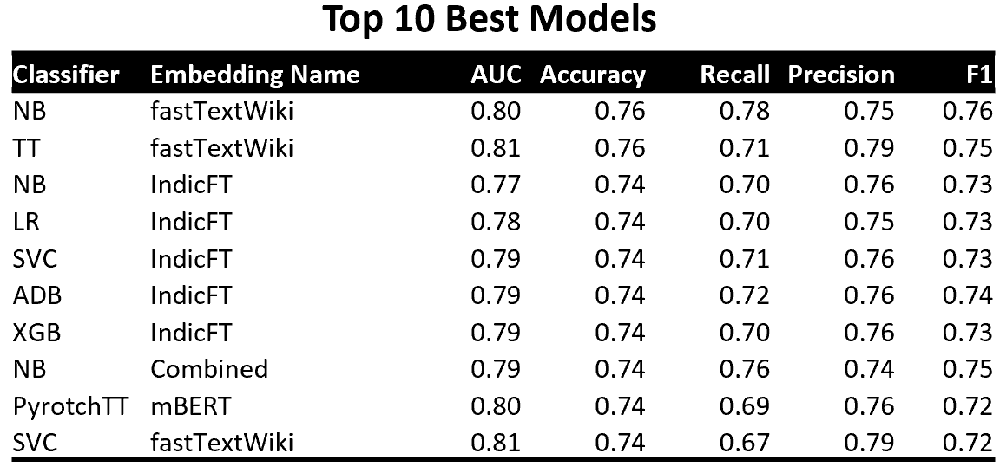 Top 10 Best Models
Classifier Embedding Name AUC Accuracy Recall Precision F1
NB fastTextWiki 0.80 0.76 0.78 0.75 0.76
TT fastTextWiki 0.81 0.76 0.71 0.79 0.75
NB IndicFT 0.77 0.74 0.70 0.76 0.73
LR IndicFT 0.78 0.74 0.70 0.75 0.73
SVC IndicFT 0.79 0.74 0.71 0.76 0.73
ADB IndicFT 0.79 0.74 0.72 0.76 0.74
XGB IndicFT 0.79 0.74 0.70 0.76 0.73
NB Combined 0.79 0.74 0.76 0.74 0.75
PyrotchTT mBERT 0.80 0.74 0.69 0.76 0.72
SVC fastTextWiki 0.81 0.74 0.67 0.79 0.72